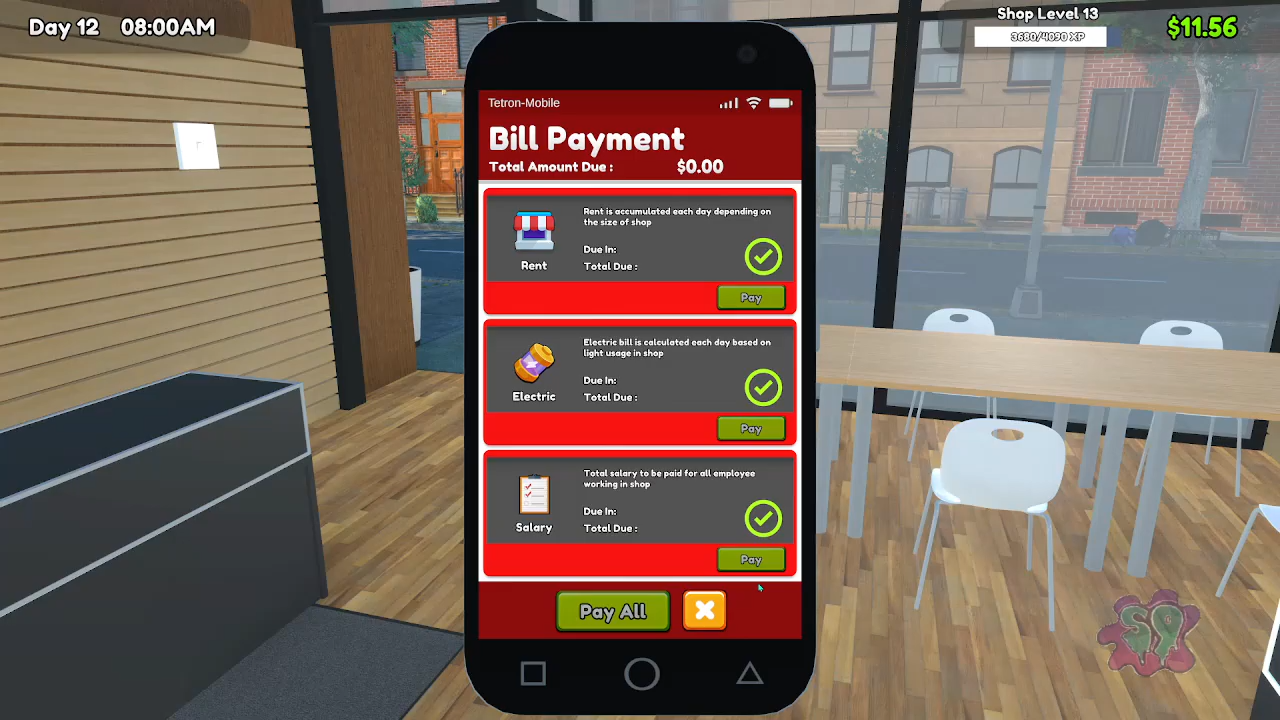 Day 12 08:00AM
Shop Level 13
3680/4090 XP
$11.56
Tetron-Mobile
Bill Payment
Total Amount Due : $0.00
Rent is accumulated each day depending on
the size of shop
Due In:
Total Due :
Rent
Pay
Electric bill is calculated each day based on
light usage in shop
Due In:
Total Due :
Electric
Pay
Total salary to be paid for all employee
working in shop
Due In:
Total Due :
Salary
Pay
Pay All